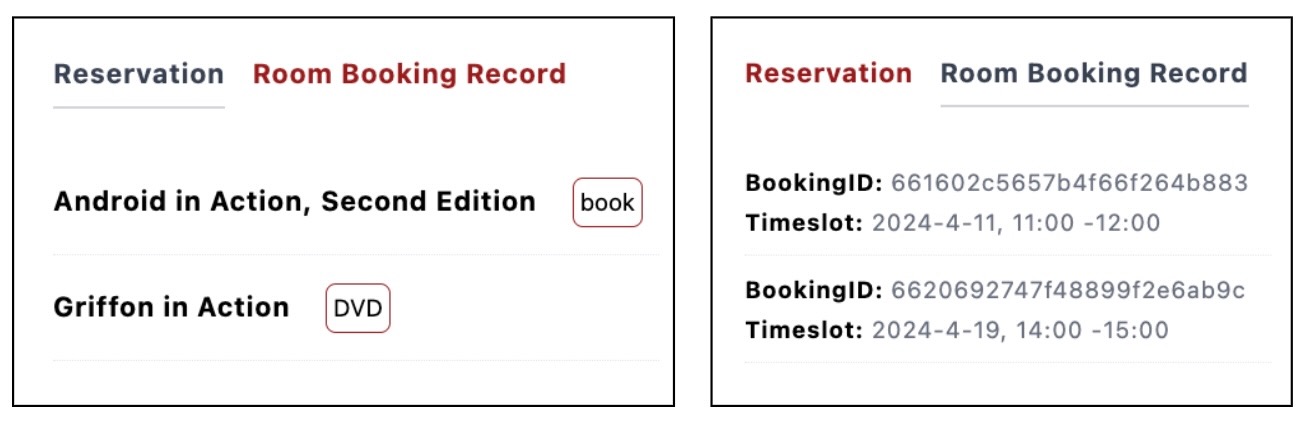 Reservation Room Booking Record
Android in Action, Second Edition book
Griffon in Action DVD
Reservation Room Booking Record
BookingID: 661602c5657b4f66f264b883
Timeslot: 2024-4-11, 11:00 -12:00
BookingID: 6620692747f48899f2e6ab9c
Timeslot: 2024-4-19, 14:00 -15:00